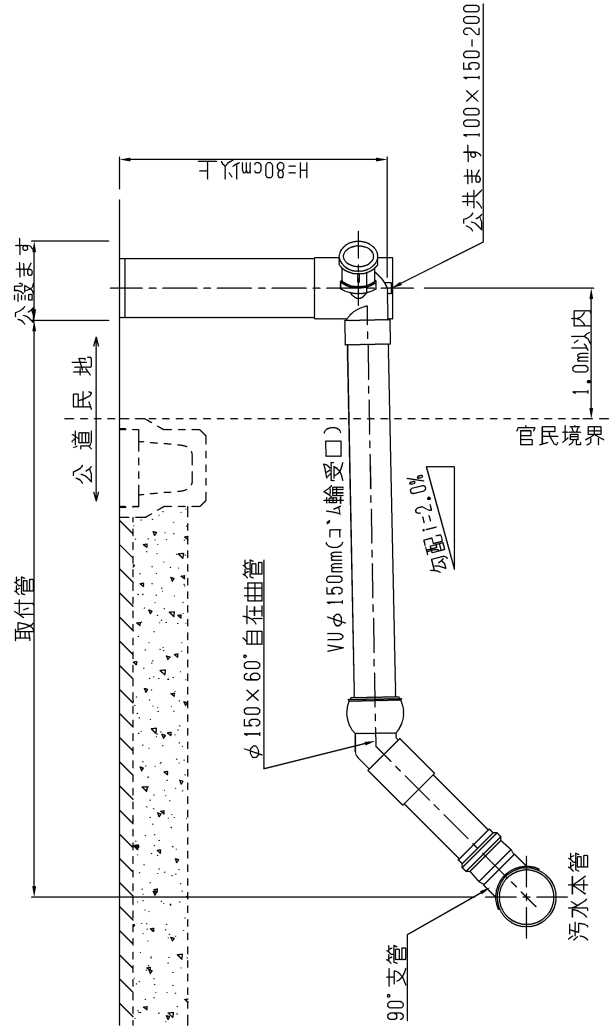 取付管
公設ます
公道
民地
H=80cm以上
公共ます100×150-200
1.0m以内
官民境界
VUφ150mm(ゴム輪受口)
勾配i=2.0%
φ150×60°自在曲管
90°支管
汚水本管